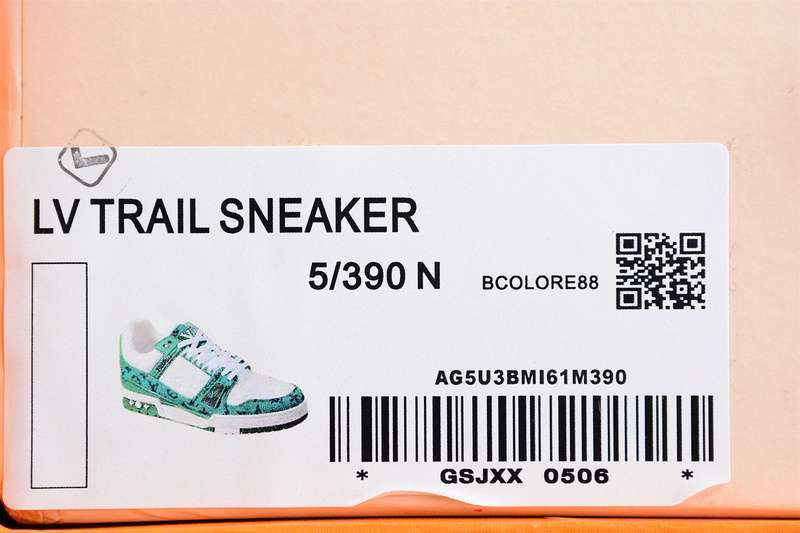 L
LV TRAIL SNEAKER
5/390 N
BCOLORE88
AG5U3BMI61M390
* GSJXX 0506 *